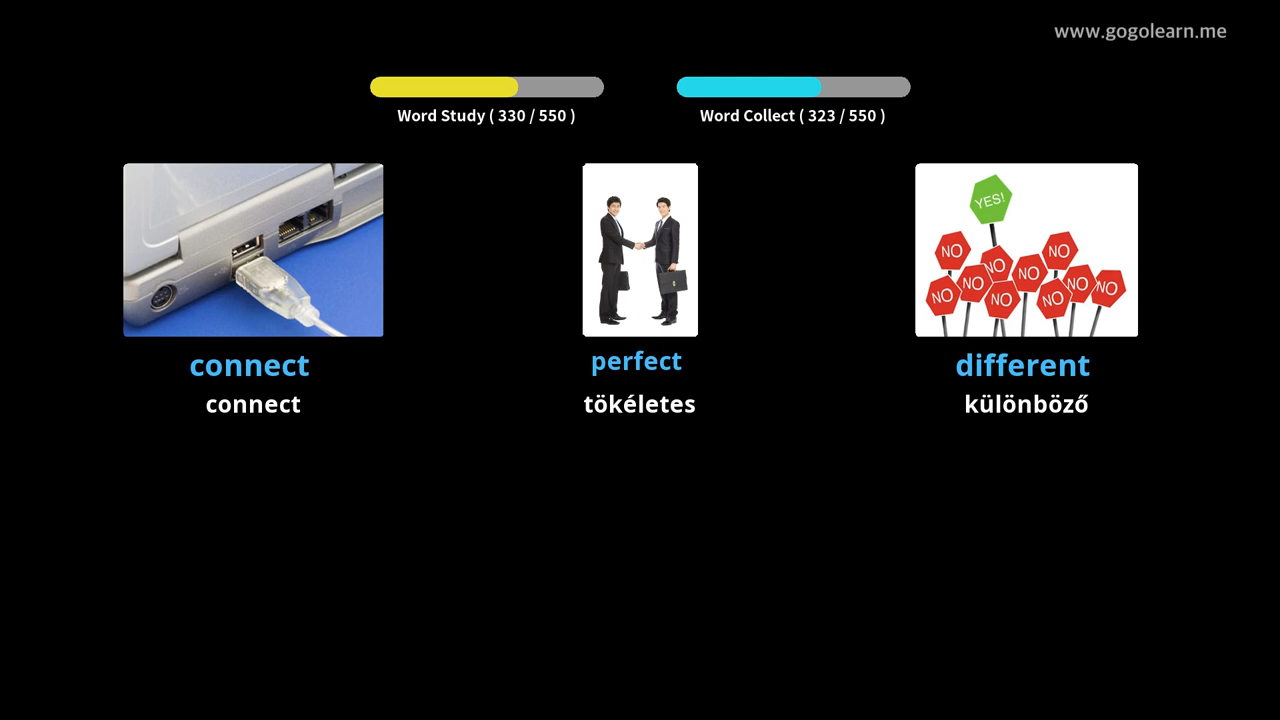 www.gogolearn.me
Word Study ( 330 / 550 )
Word Collect ( 323 / 550 )
YES!
NO
NO
NO
NO
NO
NO
NO
NO
NO
NO
connect
perfect
different
connect
tökéletes
különböző